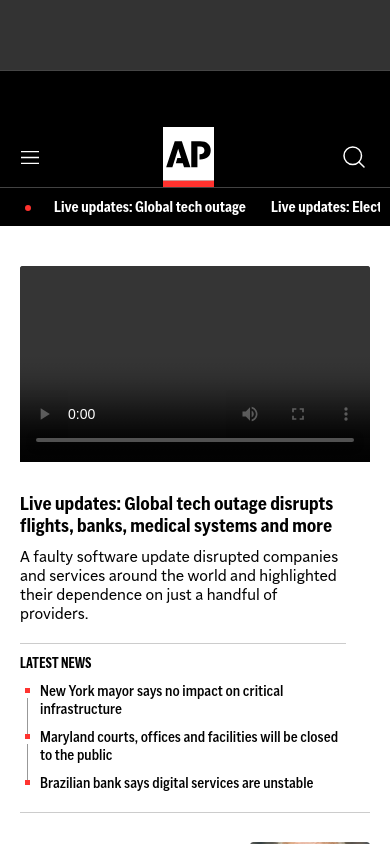 AP
Live updates: Global tech outage Live updates: Elect
0:00
Live updates: Global tech outage disrupts
flights, banks, medical systems and more
A faulty software update disrupted companies
and services around the world and highlighted
their dependence on just a handful of
providers.
LATEST NEWS
New York mayor says no impact on critical
infrastructure
Maryland courts, offices and facilities will be closed
to the public
Brazilian bank says digital services are unstable